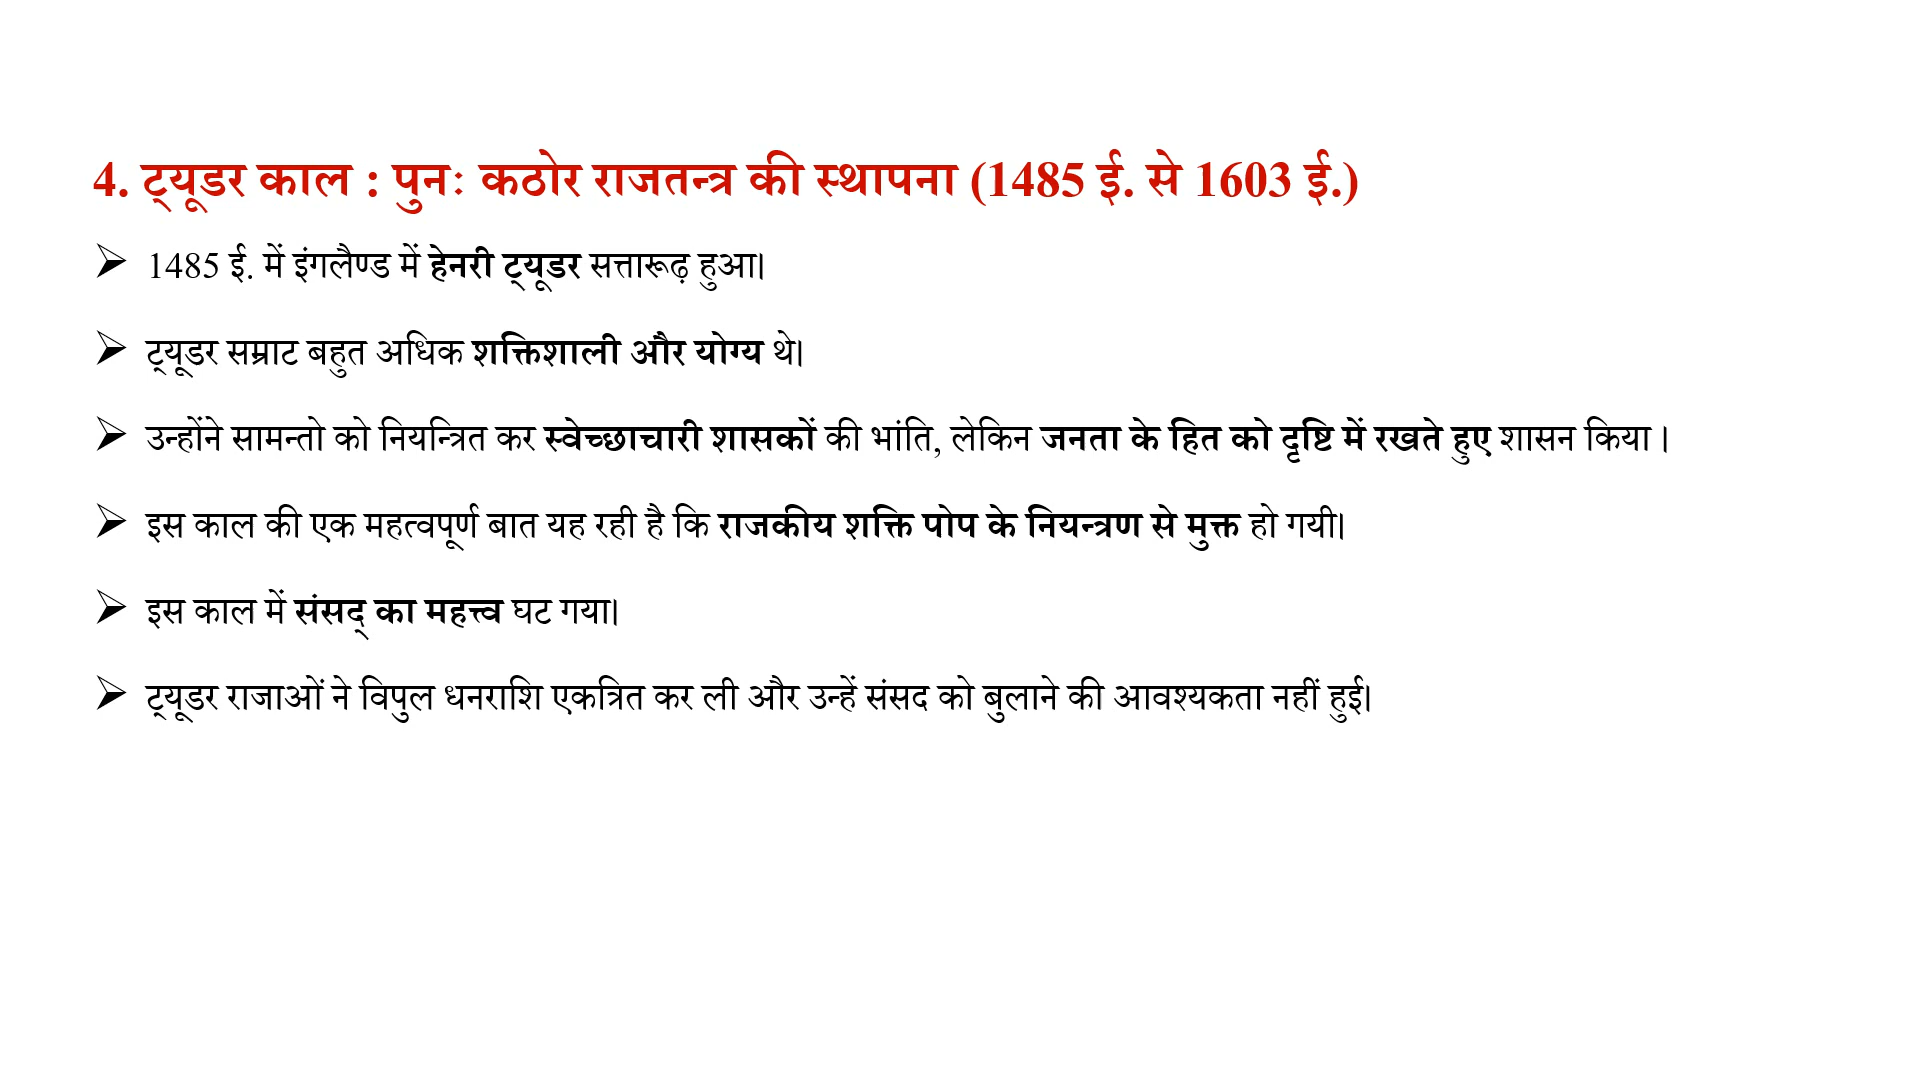 4. ट्यूडर काल : पुनः कठोर राजतन्त्र की स्थापना (1485 ई. से 1603 ई.)
➢ 1485 ई. में इंगलैण्ड में हेनरी ट्यूडर सत्तारूढ़ हुआ।
➢ ट्यूडर सम्राट बहुत अधिक शक्तिशाली और योग्य थे।
➢ उन्होंने सामन्तो को नियन्त्रित कर स्वेच्छाचारी शासकों की भांति, लेकिन जनता के हित को दृष्टि में रखते हुए शासन किया ।
➢ इस काल की एक महत्वपूर्ण बात यह रही है कि राजकीय शक्ति पोप के नियन्त्रण से मुक्त हो गयी।
➢ इस काल में संसद् का महत्त्व घट गया।
➢ ट्यूडर राजाओं ने विपुल धनराशि एकत्रित कर ली और उन्हें संसद को बुलाने की आवश्यकता नहीं हुई।